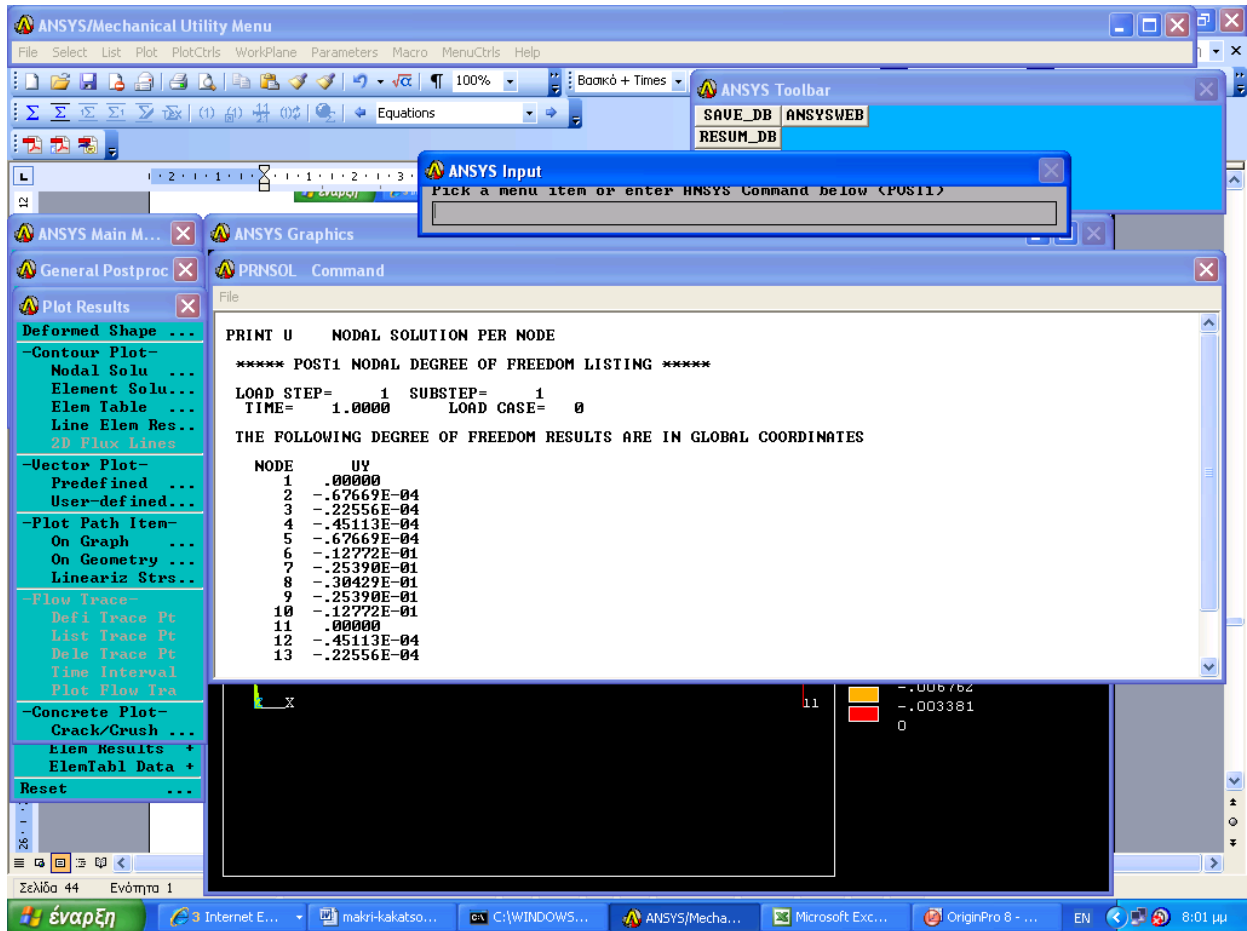 ANSYS/Mechanical Utility Menu
File Select List Plot PlotCtrls WorkPlane Parameters Macro MenuCtrls Help
100% Βασικό + Times
Equations
ANSYS Toolbar
SAVE_DB ANSYSWEB
RESUM_DB
ANSYS Input
Pick a menu item or enter ANSYS Command below (POST1)
ANSYS Main M...
ANSYS Graphics
General Postproc
PRNSOL Command
File
Plot Results
Deformed Shape ...
-Contour Plot-
Nodal Solu ...
Element Solu...
Elem Table ...
Line Elem Res..
2D Flux Lines
-Vector Plot-
Predefined ...
User-defined...
-Plot Path Item-
On Graph ...
On Geometry ...
Lineariz Strs..
-Flow Trace-
Defi Trace Pt
List Trace Pt
Dele Trace Pt
Time Interval
Plot Flow Tra
-Concrete Plot-
Crack/Crush ...
Elem Results +
ElemTabl Data +
Reset ...
PRINT U NODAL SOLUTION PER NODE
***** POST1 NODAL DEGREE OF FREEDOM LISTING *****
LOAD STEP= 1 SUBSTEP= 1
TIME= 1.0000 LOAD CASE= 0
THE FOLLOWING DEGREE OF FREEDOM RESULTS ARE IN GLOBAL COORDINATES
NODE UY
1 .00000
2 -.67669E-04
3 -.22556E-04
4 -.45113E-04
5 -.67669E-04
6 -.12772E-01
7 -.25390E-01
8 -.30429E-01
9 -.25390E-01
10 -.12772E-01
11 .00000
12 -.45113E-04
13 -.22556E-04
X
11
-.006762
-.003381
0
Σελίδα 44 Ενότητα 1
έναρξη
3 Internet E...
makri-kakatso...
C:\WINDOWS...
ANSYS/Mecha...
Microsoft Exc...
OriginPro 8 - ...
EN
8:01 μμ